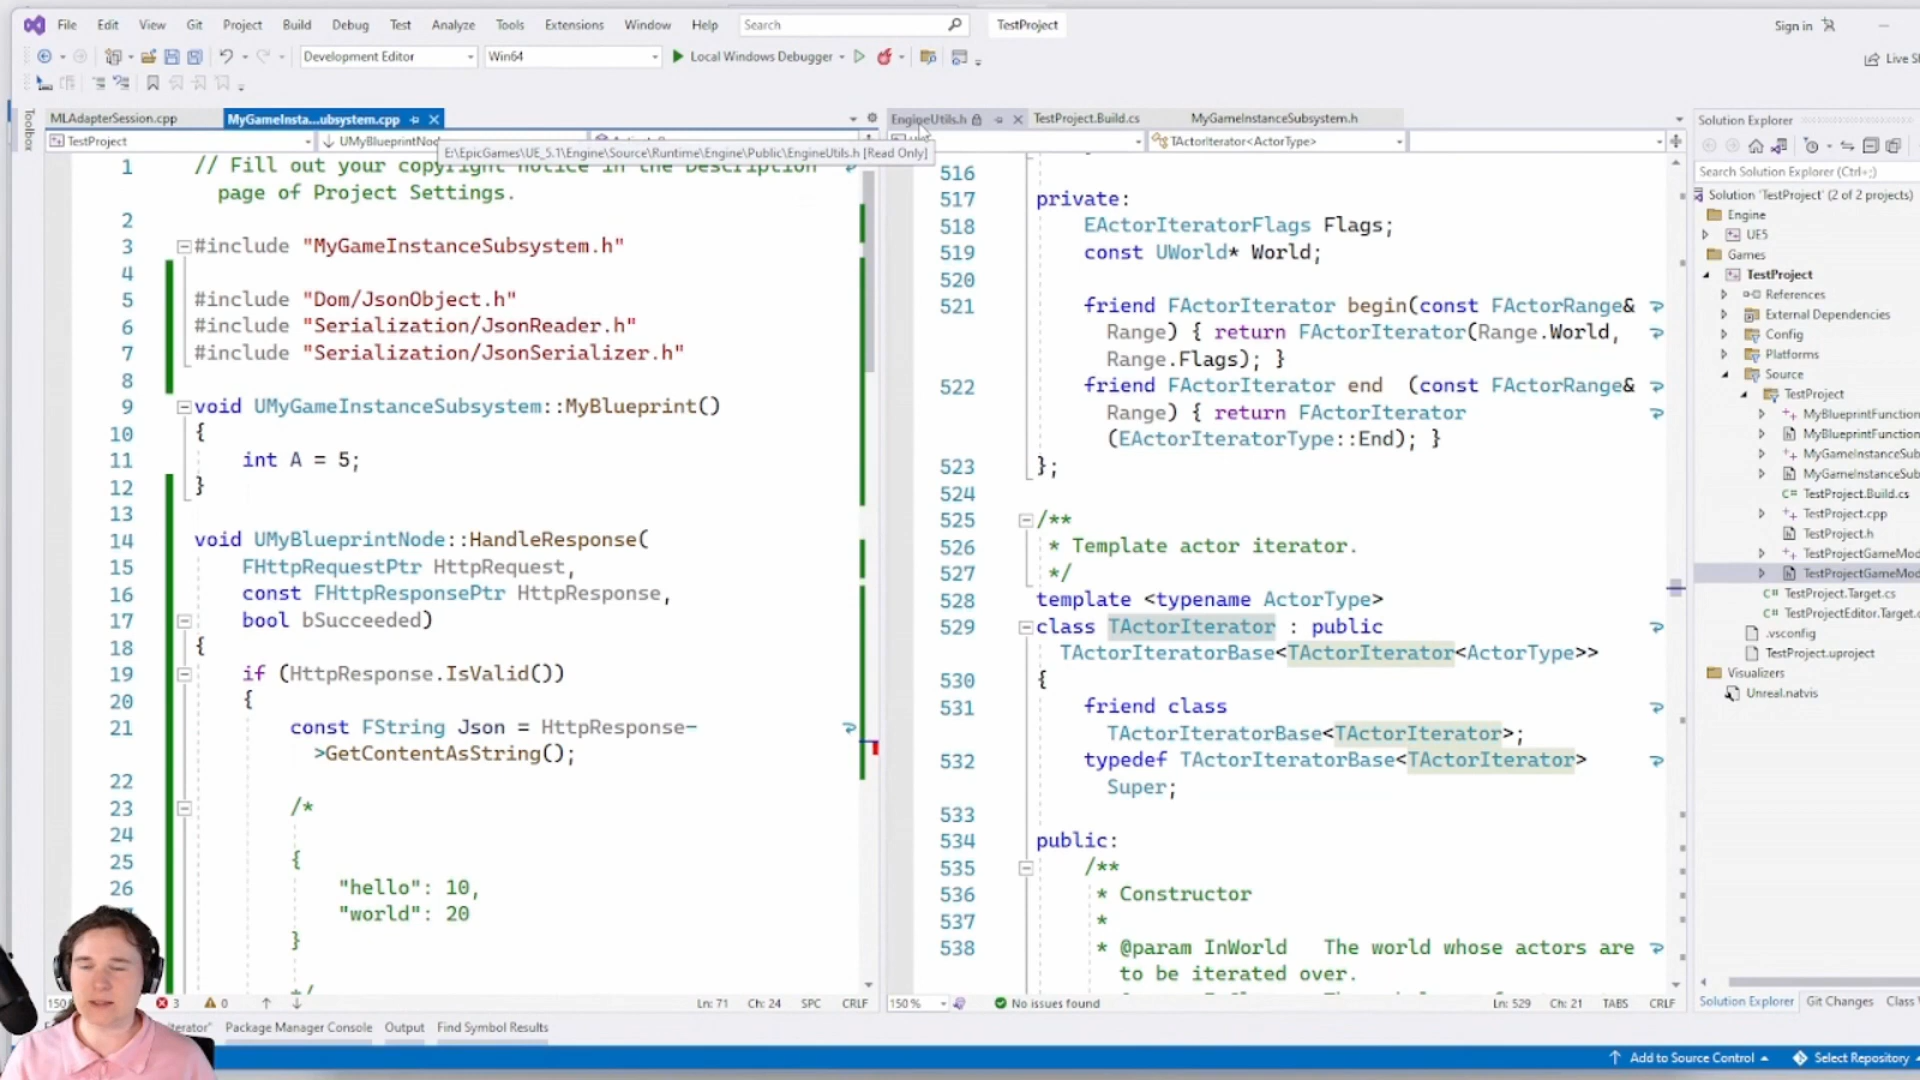 File Edit View Git Project Build Debug Test Analyze Tools Extensions Window Help Search TestProject Sign in
Development Editor Win64 Local Windows Debugger Live
MLAdapterSession.cpp MyGameInsta...ubsystem.cpp EngineUtils.h TestProject.Build.cs MyGameInstanceSubsystem.h
Toolbox
TestProject UMyBlueprintNod TActorIterator<ActorType>
E:\EpicGames\UE_5.1\Engine\Source\Runtime\Engine\Public\EngineUtils.h [Read Only]
1 // Fill out your copyright notice in the Description
page of Project Settings.
2
3 #include "MyGameInstanceSubsystem.h"
4
5 #include "Dom/JsonObject.h"
6 #include "Serialization/JsonReader.h"
7 #include "Serialization/JsonSerializer.h"
8
9 void UMyGameInstanceSubsystem::MyBlueprint()
10 {
11 int A = 5;
12 }
13
14 void UMyBlueprintNode::HandleResponse(
15 FHttpRequestPtr HttpRequest,
16 const FHttpResponsePtr HttpResponse,
17 bool bSucceeded)
18 {
19 if (HttpResponse.IsValid())
20 {
21 const FString Json = HttpResponse-
>GetContentAsString();
22
23 /*
24
25 {
26 "hello": 10,
"world": 20
}
*/
3 0 Ln: 71 Ch: 24 SPC CRLF
516
517 private:
518 EActorIteratorFlags Flags;
519 const UWorld* World;
520
521 friend FActorIterator begin(const FActorRange&
Range) { return FActorIterator(Range.World,
Range.Flags); }
522 friend FActorIterator end (const FActorRange&
Range) { return FActorIterator
(EActorIteratorType::End); }
523 };
524
525 /**
526 * Template actor iterator.
527 */
528 template <typename ActorType>
529 class TActorIterator : public
TActorIteratorBase<TActorIterator<ActorType>>
530 {
531 friend class
TActorIteratorBase<TActorIterator>;
532 typedef TActorIteratorBase<TActorIterator>
Super;
533
534 public:
535 /**
536 * Constructor
537 *
538 * @param InWorld The world whose actors are
to be iterated over.
150 % No issues found Ln: 529 Ch: 21 TABS CRLF
Solution Explorer
Search Solution Explorer (Ctrl+;)
Solution 'TestProject' (2 of 2 projects)
Engine
UE5
Games
TestProject
References
External Dependencies
Config
Platforms
Source
TestProject
MyBlueprintFunction
MyBlueprintFunction
MyGameInstanceSub
MyGameInstanceSub
C# TestProject.Build.cs
TestProject.cpp
TestProject.h
TestProjectGameMod
TestProjectGameMod
C# TestProject.Target.cs
C# TestProjectEditor.Target.c
.vsconfig
TestProject.uproject
Visualizers
Unreal.natvis
Solution Explorer Git Changes Class
Package Manager Console Output Find Symbol Results
Add to Source Control Select Repository